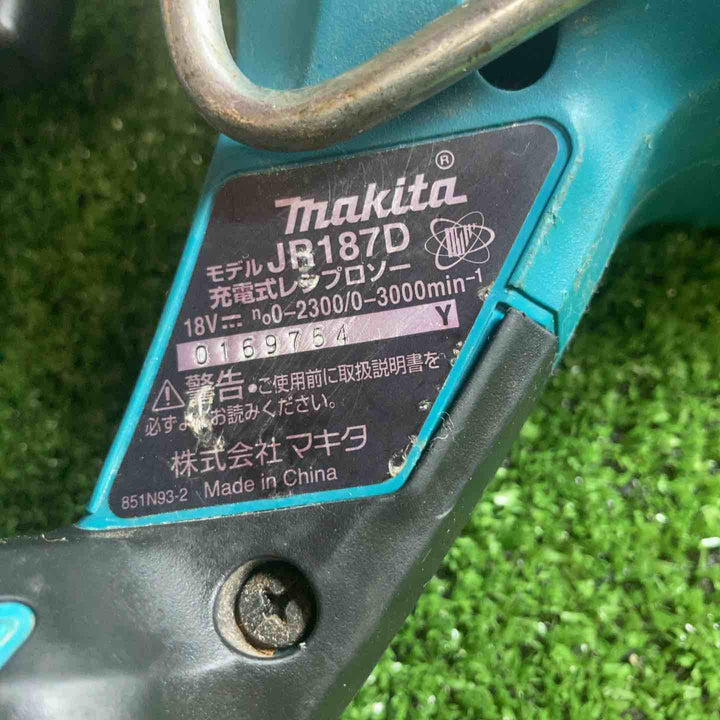 makita®
モデル JR187D
充電式レシプロソー
18V⎓ n₀0-2300/0-3000min⁻¹
0169754 Y
⚠警告・ご使用前に取扱説明書を
必ずよくお読みください。
株式会社マキタ
851N93-2 Made in China